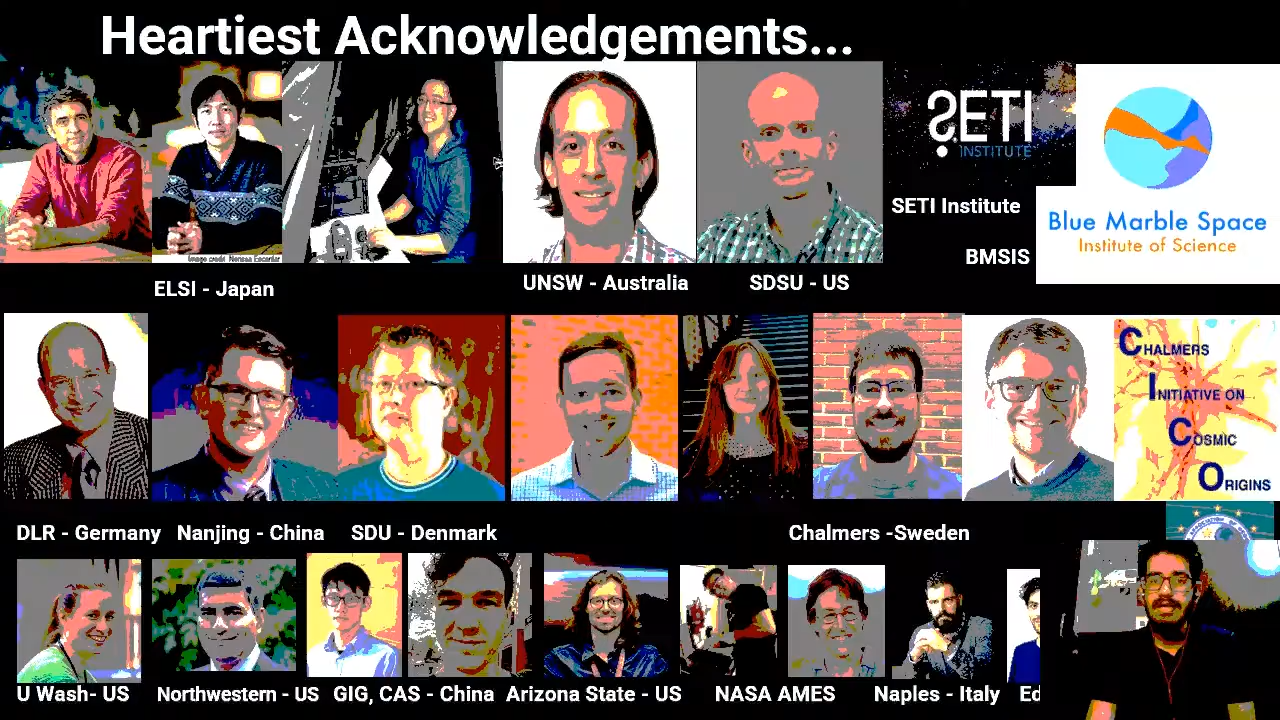 Heartiest Acknowledgements...
SETI
INSTITUTE
SETI Institute
Blue Marble Space
Institute of Science
BMSIS
Image credit Nerissa Escanlar
ELSI - Japan
UNSW - Australia
SDSU - US
CHALMERS
INITIATIVE ON
COSMIC
ORIGINS
DLR - Germany
Nanjing - China
SDU - Denmark
Chalmers -Sweden
U Wash- US
Northwestern - US
GIG, CAS - China
Arizona State - US
NASA AMES
Naples - Italy
Ed